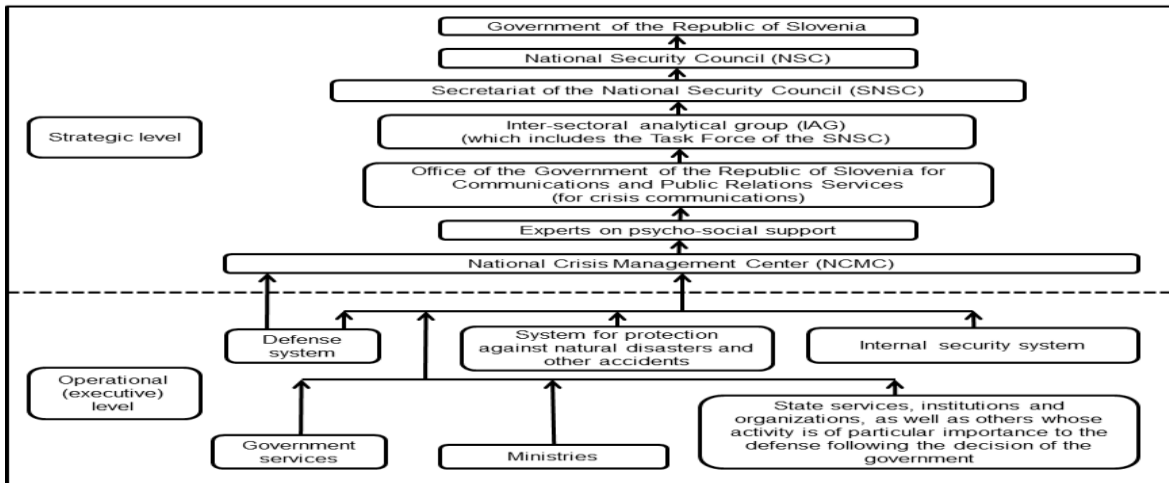 Government of the Republic of Slovenia
National Security Council (NSC)
Secretariat of the National Security Council (SNSC)
Strategic level
Inter-sectoral analytical group (IAG)
(which includes the Task Force of the SNSC)
Office of the Government of the Republic of Slovenia for
Communications and Public Relations Services
(for crisis communications)
Experts on psycho-social support
National Crisis Management Center (NCMC)
Defense
system
System for protection
against natural disasters and
other accidents
Internal security system
Operational
(executive)
level
Government
services
Ministries
State services, institutions and
organizations, as well as others whose
activity is of particular importance to the
defense following the decision of the
government